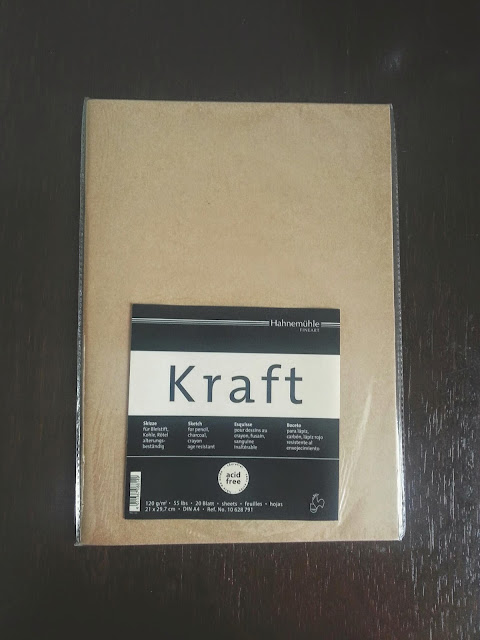 Hahnemühle
FINEART
Kraft
Skizze
für Bleistift,
Kohle, Rötel
alterungs-
beständig
Sketch
for pencil,
charcoal,
crayon
age resistant
Esquisse
pour dessins au
crayon, fusain,
sanguine
inaltérable
Boceto
para lápiz,
carbón, lápiz rojo
resistente al
envejecimiento
acid
free
120 g/m² • 55 lbs • 20 Blatt • sheets • feuilles • hojas
21 x 29,7 cm • DIN A4 • Ref. No. 10 628 791